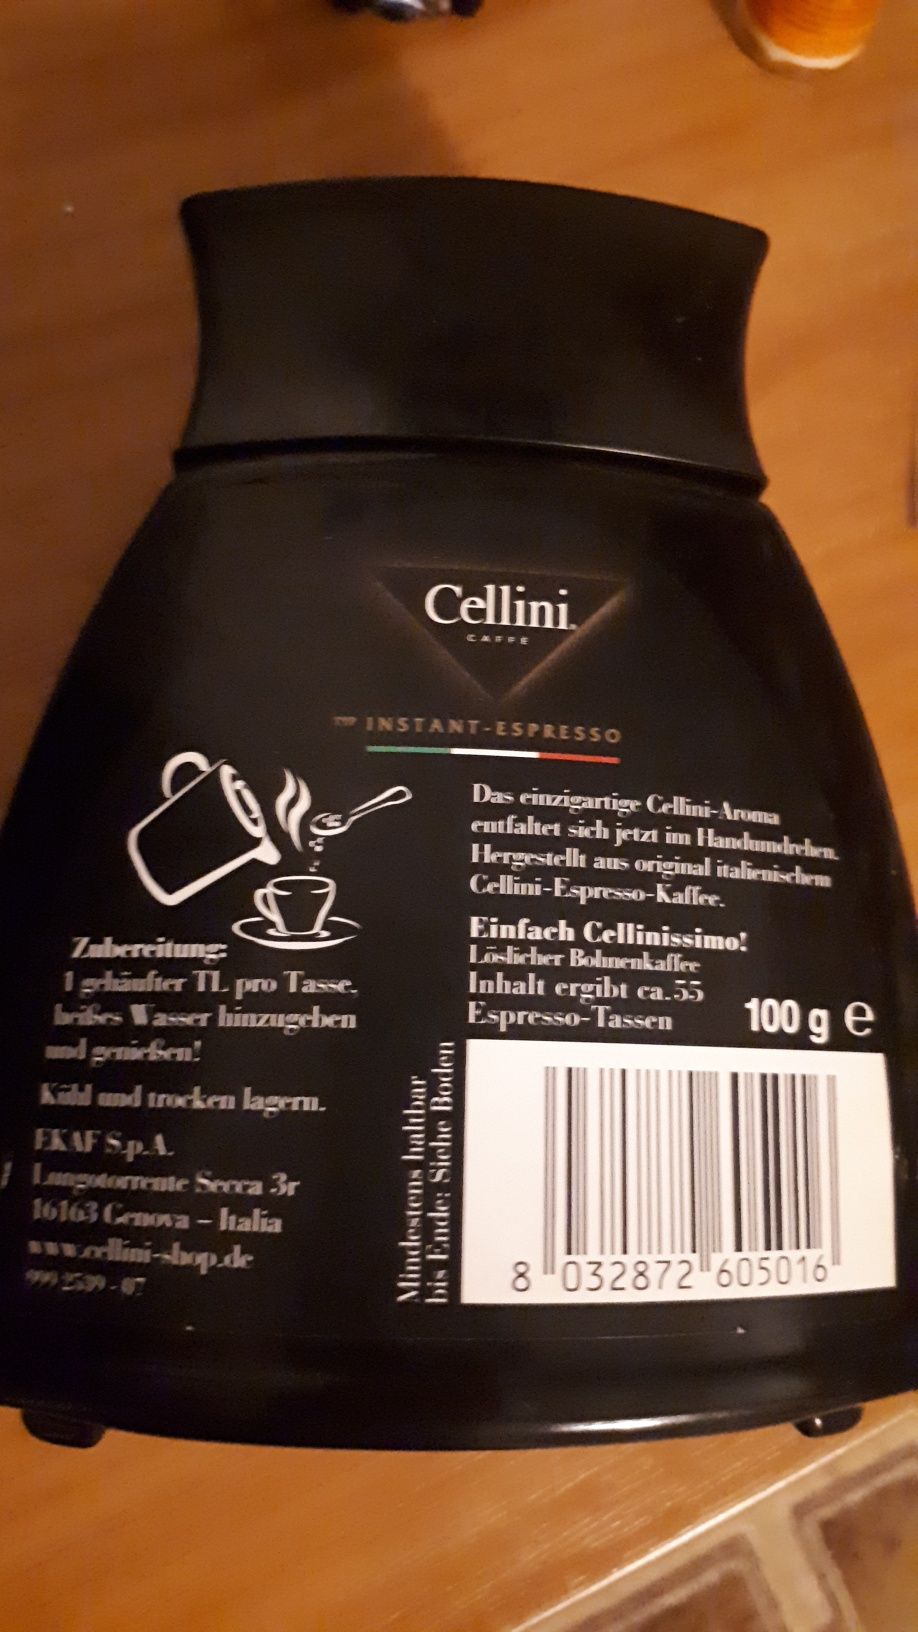 Cellini
CAFFÈ
TYP INSTANT-ESPRESSO
Das einzigartige Cellini-Aroma
entfaltet sich jetzt im Handumdrehen.
Hergestellt aus original italienischem
Cellini-Espresso-Kaffee.
Einfach Cellinissimo!
Löslicher Bohnenkaffee
Inhalt ergibt ca. 55
Espresso-Tassen
100 g e
Zubereitung:
1 gehäufter TL pro Tasse,
heißes Wasser hinzugeben
und genießen!
Kühl und trocken lagern.
EKAF S.p.A.
Lungotorrente Secca 3r
16163 Genova – Italia
www.cellini-shop.de
999 2589 - 07
Mindestens haltbar
bis Ende: Siehe Boden
8 032872 605016